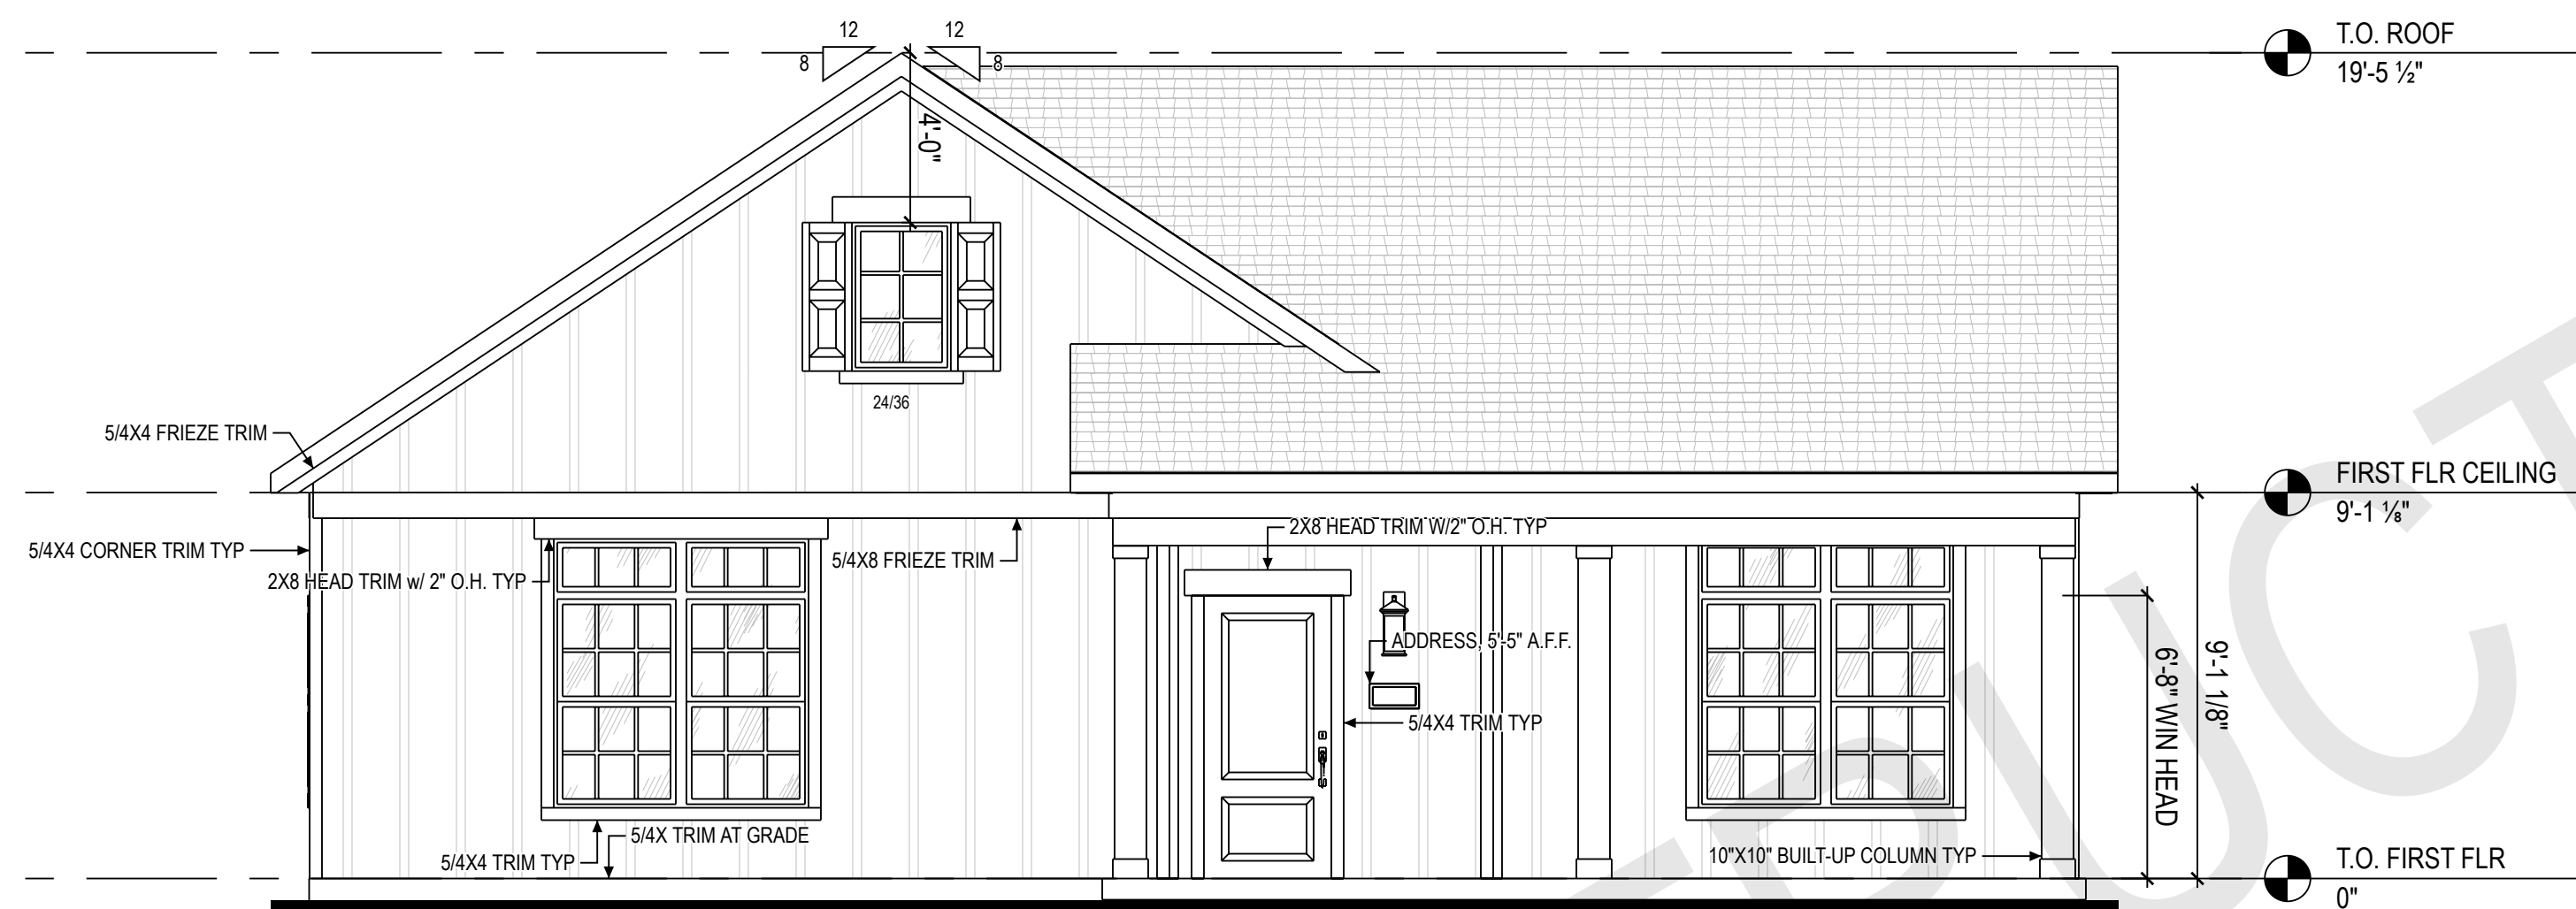 12 12
8 8
T.O. ROOF
19'-5 ½"
4'-0"
24/36
5/4X4 FRIEZE TRIM
FIRST FLR CEILING
9'-1 ⅛"
5/4X4 CORNER TRIM TYP
2X8 HEAD TRIM w/ 2" O.H. TYP
5/4X8 FRIEZE TRIM
2X8 HEAD TRIM W/2" O.H. TYP
ADDRESS, 5'-5" A.F.F.
5/4X4 TRIM TYP
6'-8" WIN HEAD
9'-1 1/8"
5/4X TRIM AT GRADE
5/4X4 TRIM TYP
10"X10" BUILT-UP COLUMN TYP
T.O. FIRST FLR
0"